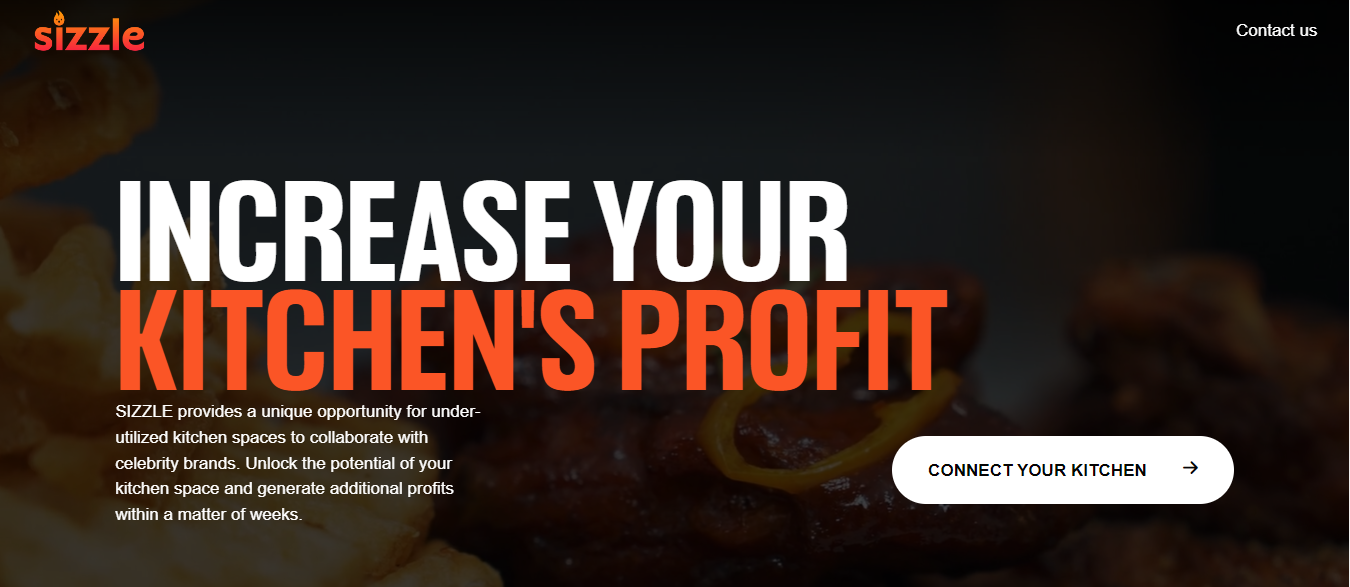 sizzle
Contact us
INCREASE YOUR
KITCHEN'S PROFIT
SIZZLE provides a unique opportunity for under-
utilized kitchen spaces to collaborate with
celebrity brands. Unlock the potential of your
kitchen space and generate additional profits
within a matter of weeks.
CONNECT YOUR KITCHEN →